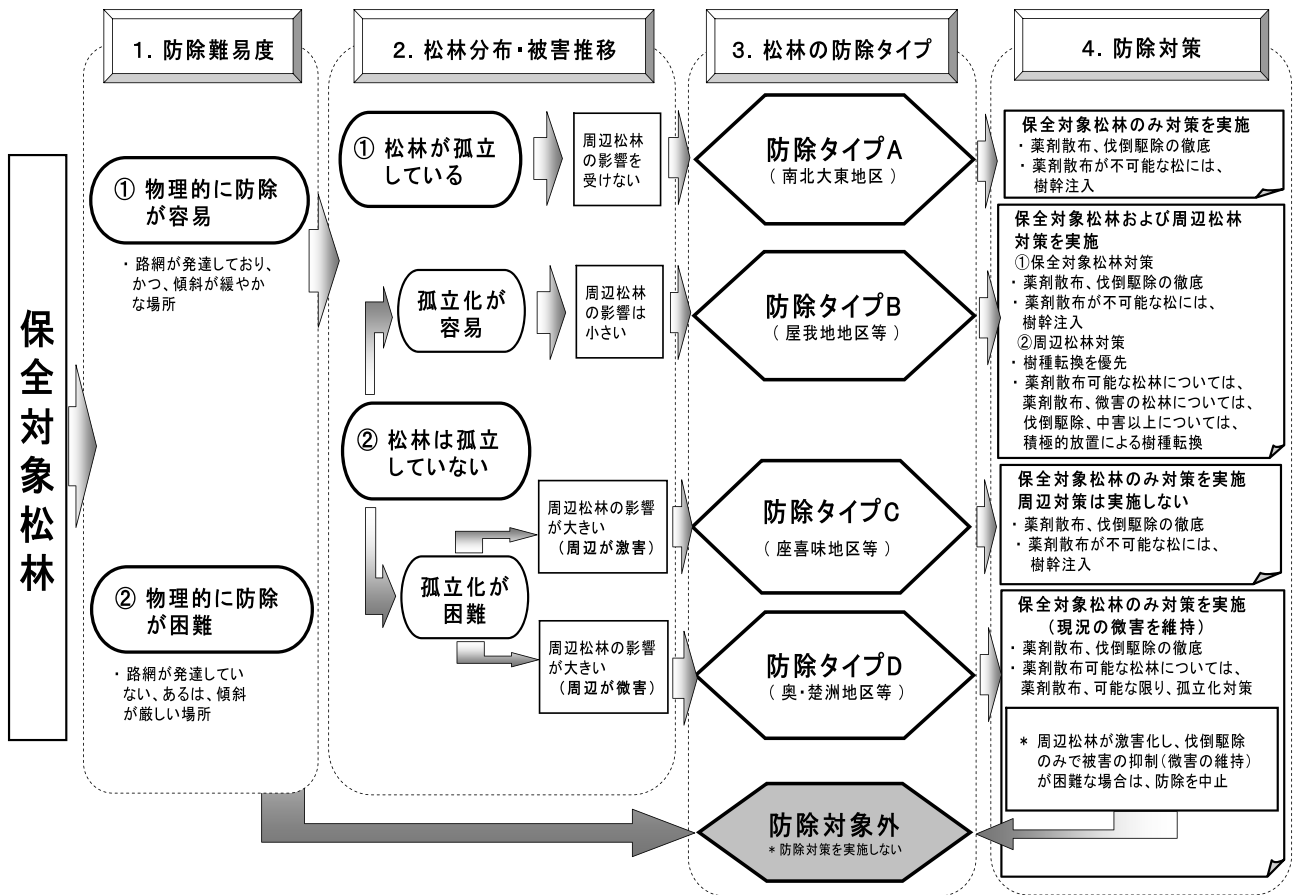 1. 防除難易度
2. 松林分布・被害推移
3. 松林の防除タイプ
4. 防除対策
保全対象松林
① 物理的に防除
が容易
・路網が発達しており、
かつ、傾斜が緩やか
な場所
② 物理的に防除
が困難
・路網が発達してい
ない、あるは、傾斜
が厳しい場所
① 松林が孤立
している
周辺松林
の影響を
受けない
孤立化が
容易
周辺松林
の影響は
小さい
② 松林は孤立
していない
孤立化が
困難
周辺松林の影響
が大きい
(周辺が激害)
周辺松林の影響
が大きい
(周辺が微害)
防除タイプA
(南北大東地区)
防除タイプB
(屋我地地区等)
防除タイプC
(座喜味地区等)
防除タイプD
(奥・楚洲地区等)
防除対象外
*防除対策を実施しない
保全対象松林のみ対策を実施
・薬剤散布、伐倒駆除の徹底
・薬剤散布が不可能な松には、
樹幹注入
保全対象松林および周辺松林
対策を実施
①保全対象松林対策
・薬剤散布、伐倒駆除の徹底
・薬剤散布が不可能な松には、
樹幹注入
②周辺松林対策
・樹種転換を優先
・薬剤散布可能な松林については、
薬剤散布、微害の松林については、
伐倒駆除、中害以上については、
積極的放置による樹種転換
保全対象松林のみ対策を実施
周辺対策は実施しない
・薬剤散布、伐倒駆除の徹底
・薬剤散布が不可能な松には、
樹幹注入
保全対象松林のみ対策を実施
(現況の微害を維持)
・薬剤散布、伐倒駆除の徹底
・薬剤散布可能な松林については、
薬剤散布、可能な限り、孤立化対策
* 周辺松林が激害化し、伐倒駆除
のみで被害の抑制(微害の維持)
が困難な場合は、防除を中止